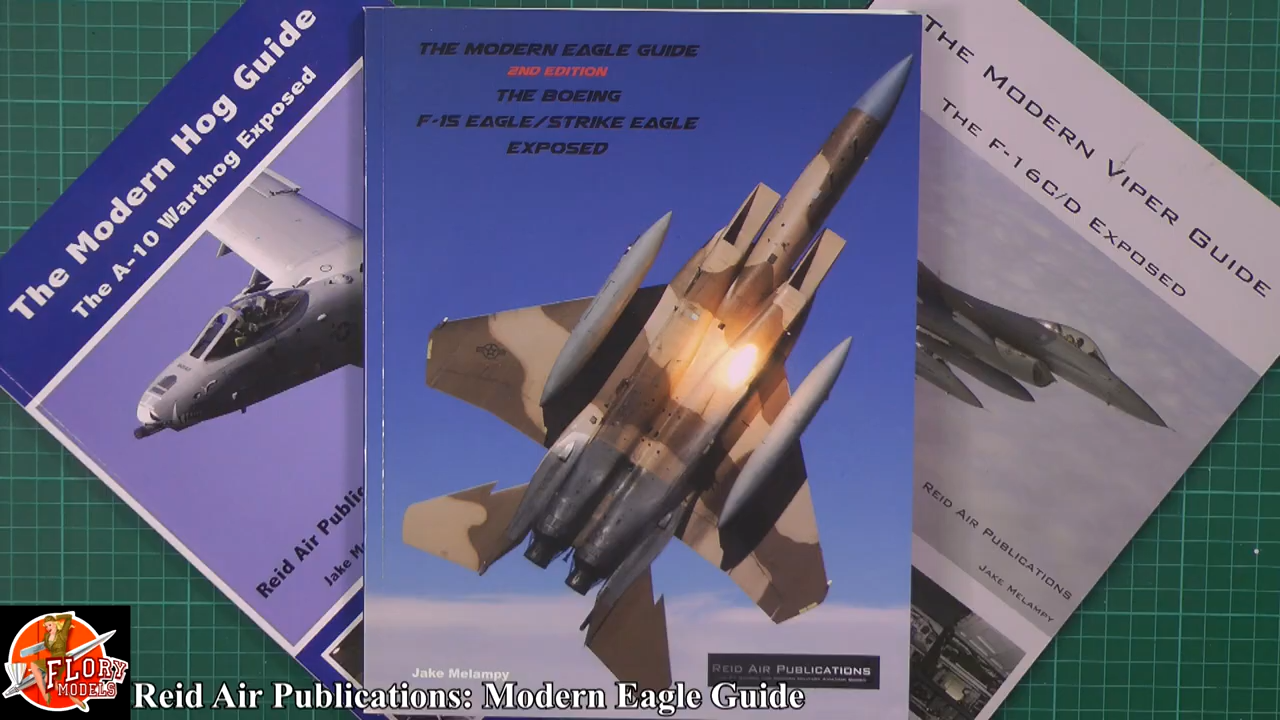 The Modern Hog Guide
The A-10 Warthog Exposed
Reid Air Public
Jake M
THE MODERN EAGLE GUIDE
2ND EDITION
THE BOEING
F-15 EAGLE/STRIKE EAGLE
EXPOSED
Jake Melampy
REID AIR PUBLICATIONS
THE MODERN VIPER GUIDE
THE F-16C/D EXPOSED
REID AIR PUBLICATIONS
JAKE MELAMPY
FLORY
MODELS
Reid Air Publications: Modern Eagle Guide